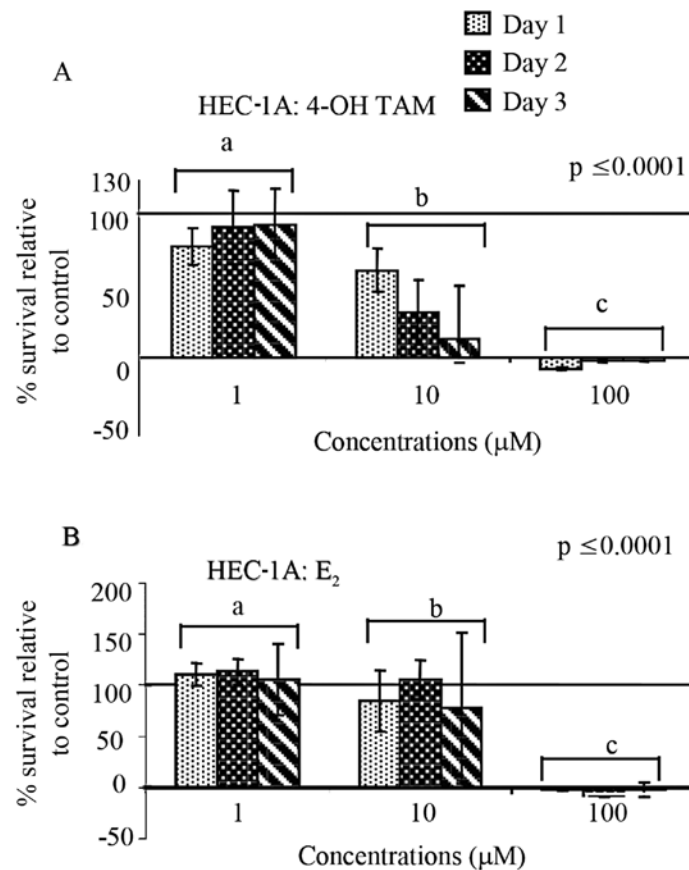 Day 1
Day 2
Day 3
A
HEC-1A: 4-OH TAM
p ≤0.0001
a
b
c
130
100
50
0
-50
% survival relative
to control
1 10 100
Concentrations (µM)
B
HEC-1A: E₂
p ≤0.0001
a
b
c
200
150
100
50
0
-50
% survival relative
to control
1 10 100
Concentrations (µM)